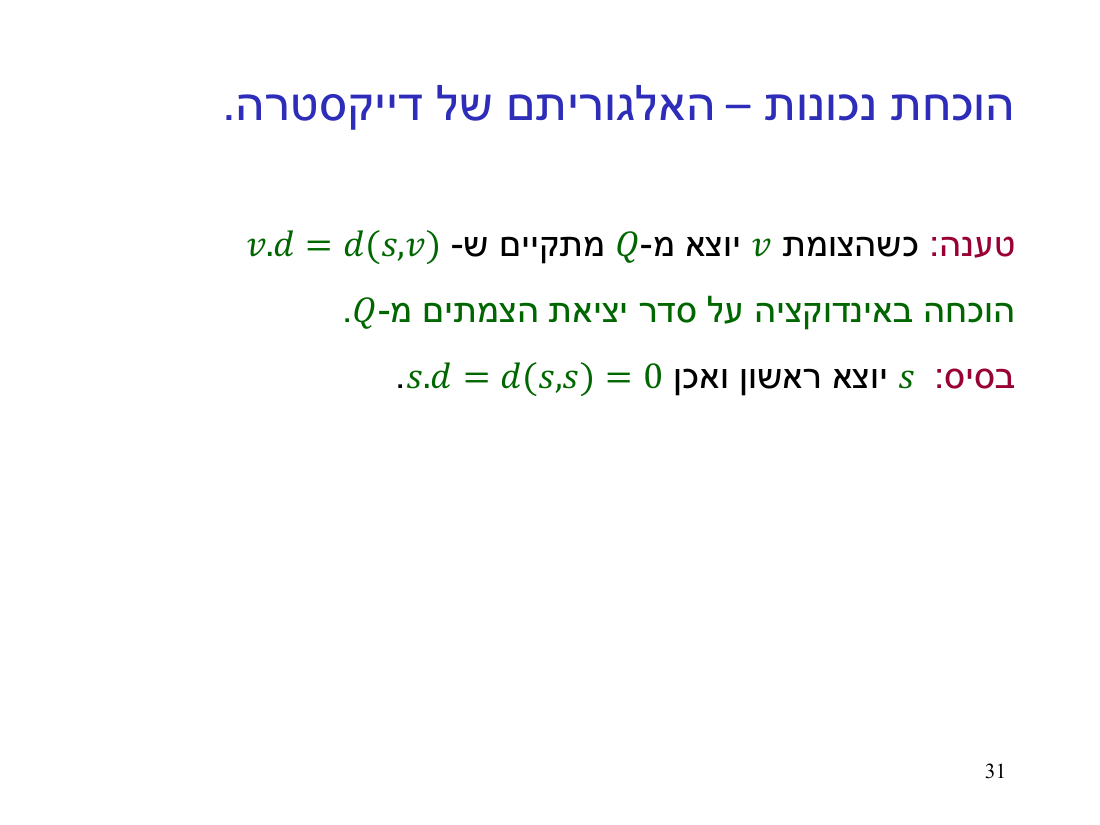 הוכחת נכונות – האלגוריתם של דייקסטרה.
טענה: כשהצומת v יוצא מ-Q מתקיים ש- v.d = d(s,v)
הוכחה באינדוקציה על סדר יציאת הצמתים מ-Q.
בסיס: s יוצא ראשון ואכן s.d = d(s,s) = 0.
31